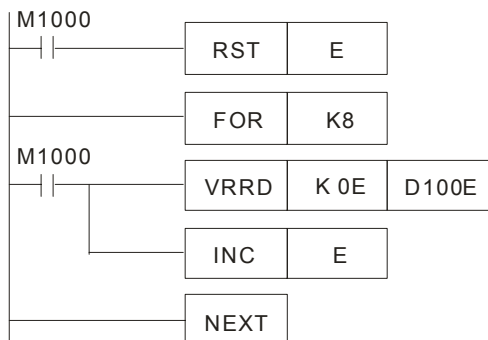 M1000
RST E
FOR K8
M1000
VRRD K 0E D100E
INC E
NEXT